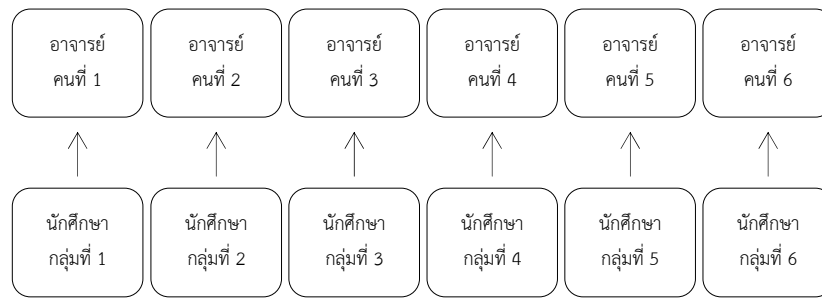 อาจารย์
คนที่ 1
อาจารย์
คนที่ 2
อาจารย์
คนที่ 3
อาจารย์
คนที่ 4
อาจารย์
คนที่ 5
อาจารย์
คนที่ 6
นักศึกษา
กลุ่มที่ 1
นักศึกษา
กลุ่มที่ 2
นักศึกษา
กลุ่มที่ 3
นักศึกษา
กลุ่มที่ 4
นักศึกษา
กลุ่มที่ 5
นักศึกษา
กลุ่มที่ 6